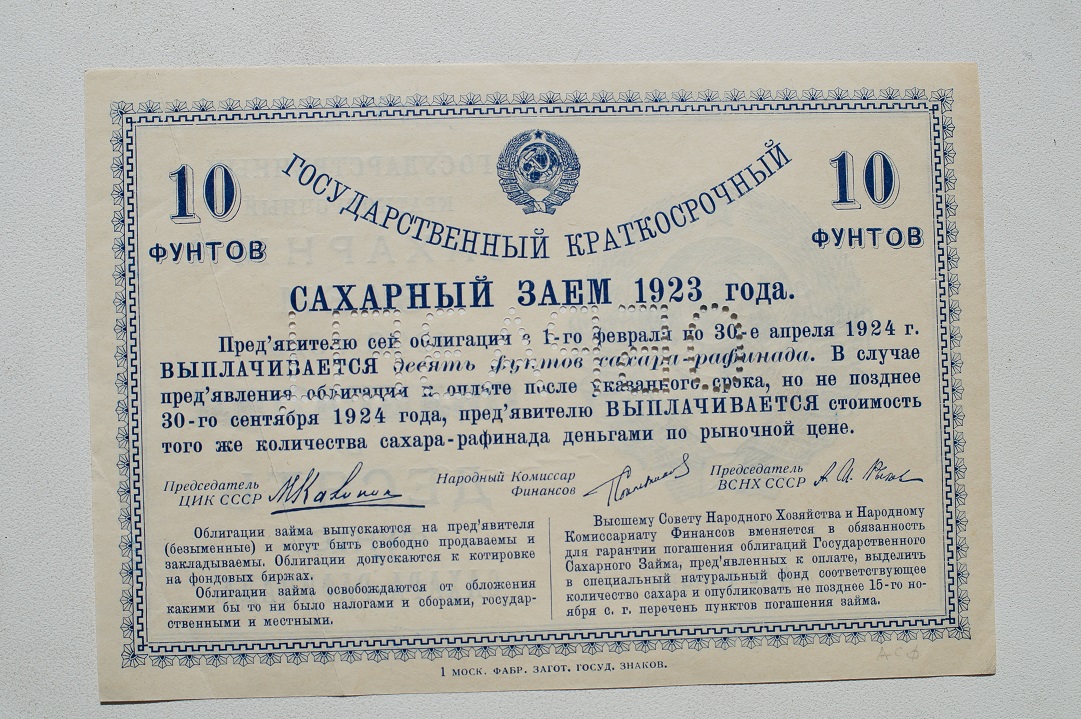 10
ФУНТОВ
ГОСУДАРСТВЕННЫЙ КРАТКОСРОЧНЫЙ
10
ФУНТОВ
САХАРНЫЙ ЗАЕМ 1923 года.
Пред’явителю сей облигации с 1-го февраля по 30-е апреля 1924 г.
ВЫПЛАЧИВАЕТСЯ десять фунтов сахара-рафинада. В случае
пред’явления облигации к оплате после указанного срока, но не позднее
30-го сентября 1924 года, пред’явителю ВЫПЛАЧИВАЕТСЯ стоимость
того же количества сахара-рафинада деньгами по рыночной цене.
Председатель
ЦИК СССР
МКалинин
Народный Комиссар
Финансов
Председатель
ВСНХ СССР
А И Рыков
Облигации займа выпускаются на пред’явителя
(безыменные) и могут быть свободно продаваемы и
закладываемы. Облигации допускаются к котировке
на фондовых биржах.
Облигации займа освобождаются от обложения
какими бы то ни было налогами и сборами, государ-
ственными и местными.
Высшему Совету Народного Хозяйства и Народному
Комиссариату Финансов вменяется в обязанность
для гарантии погашения облигаций Государственного
Сахарного Займа, пред’явленных к оплате, выделить
в специальный натуральный фонд соответствующее
количество сахара и опубликовать не позднее 15-го но-
ября с. г. перечень пунктов погашения займа.
1 МОСК. ФАБР. ЗАГОТ. ГОСУД. ЗНАКОВ.